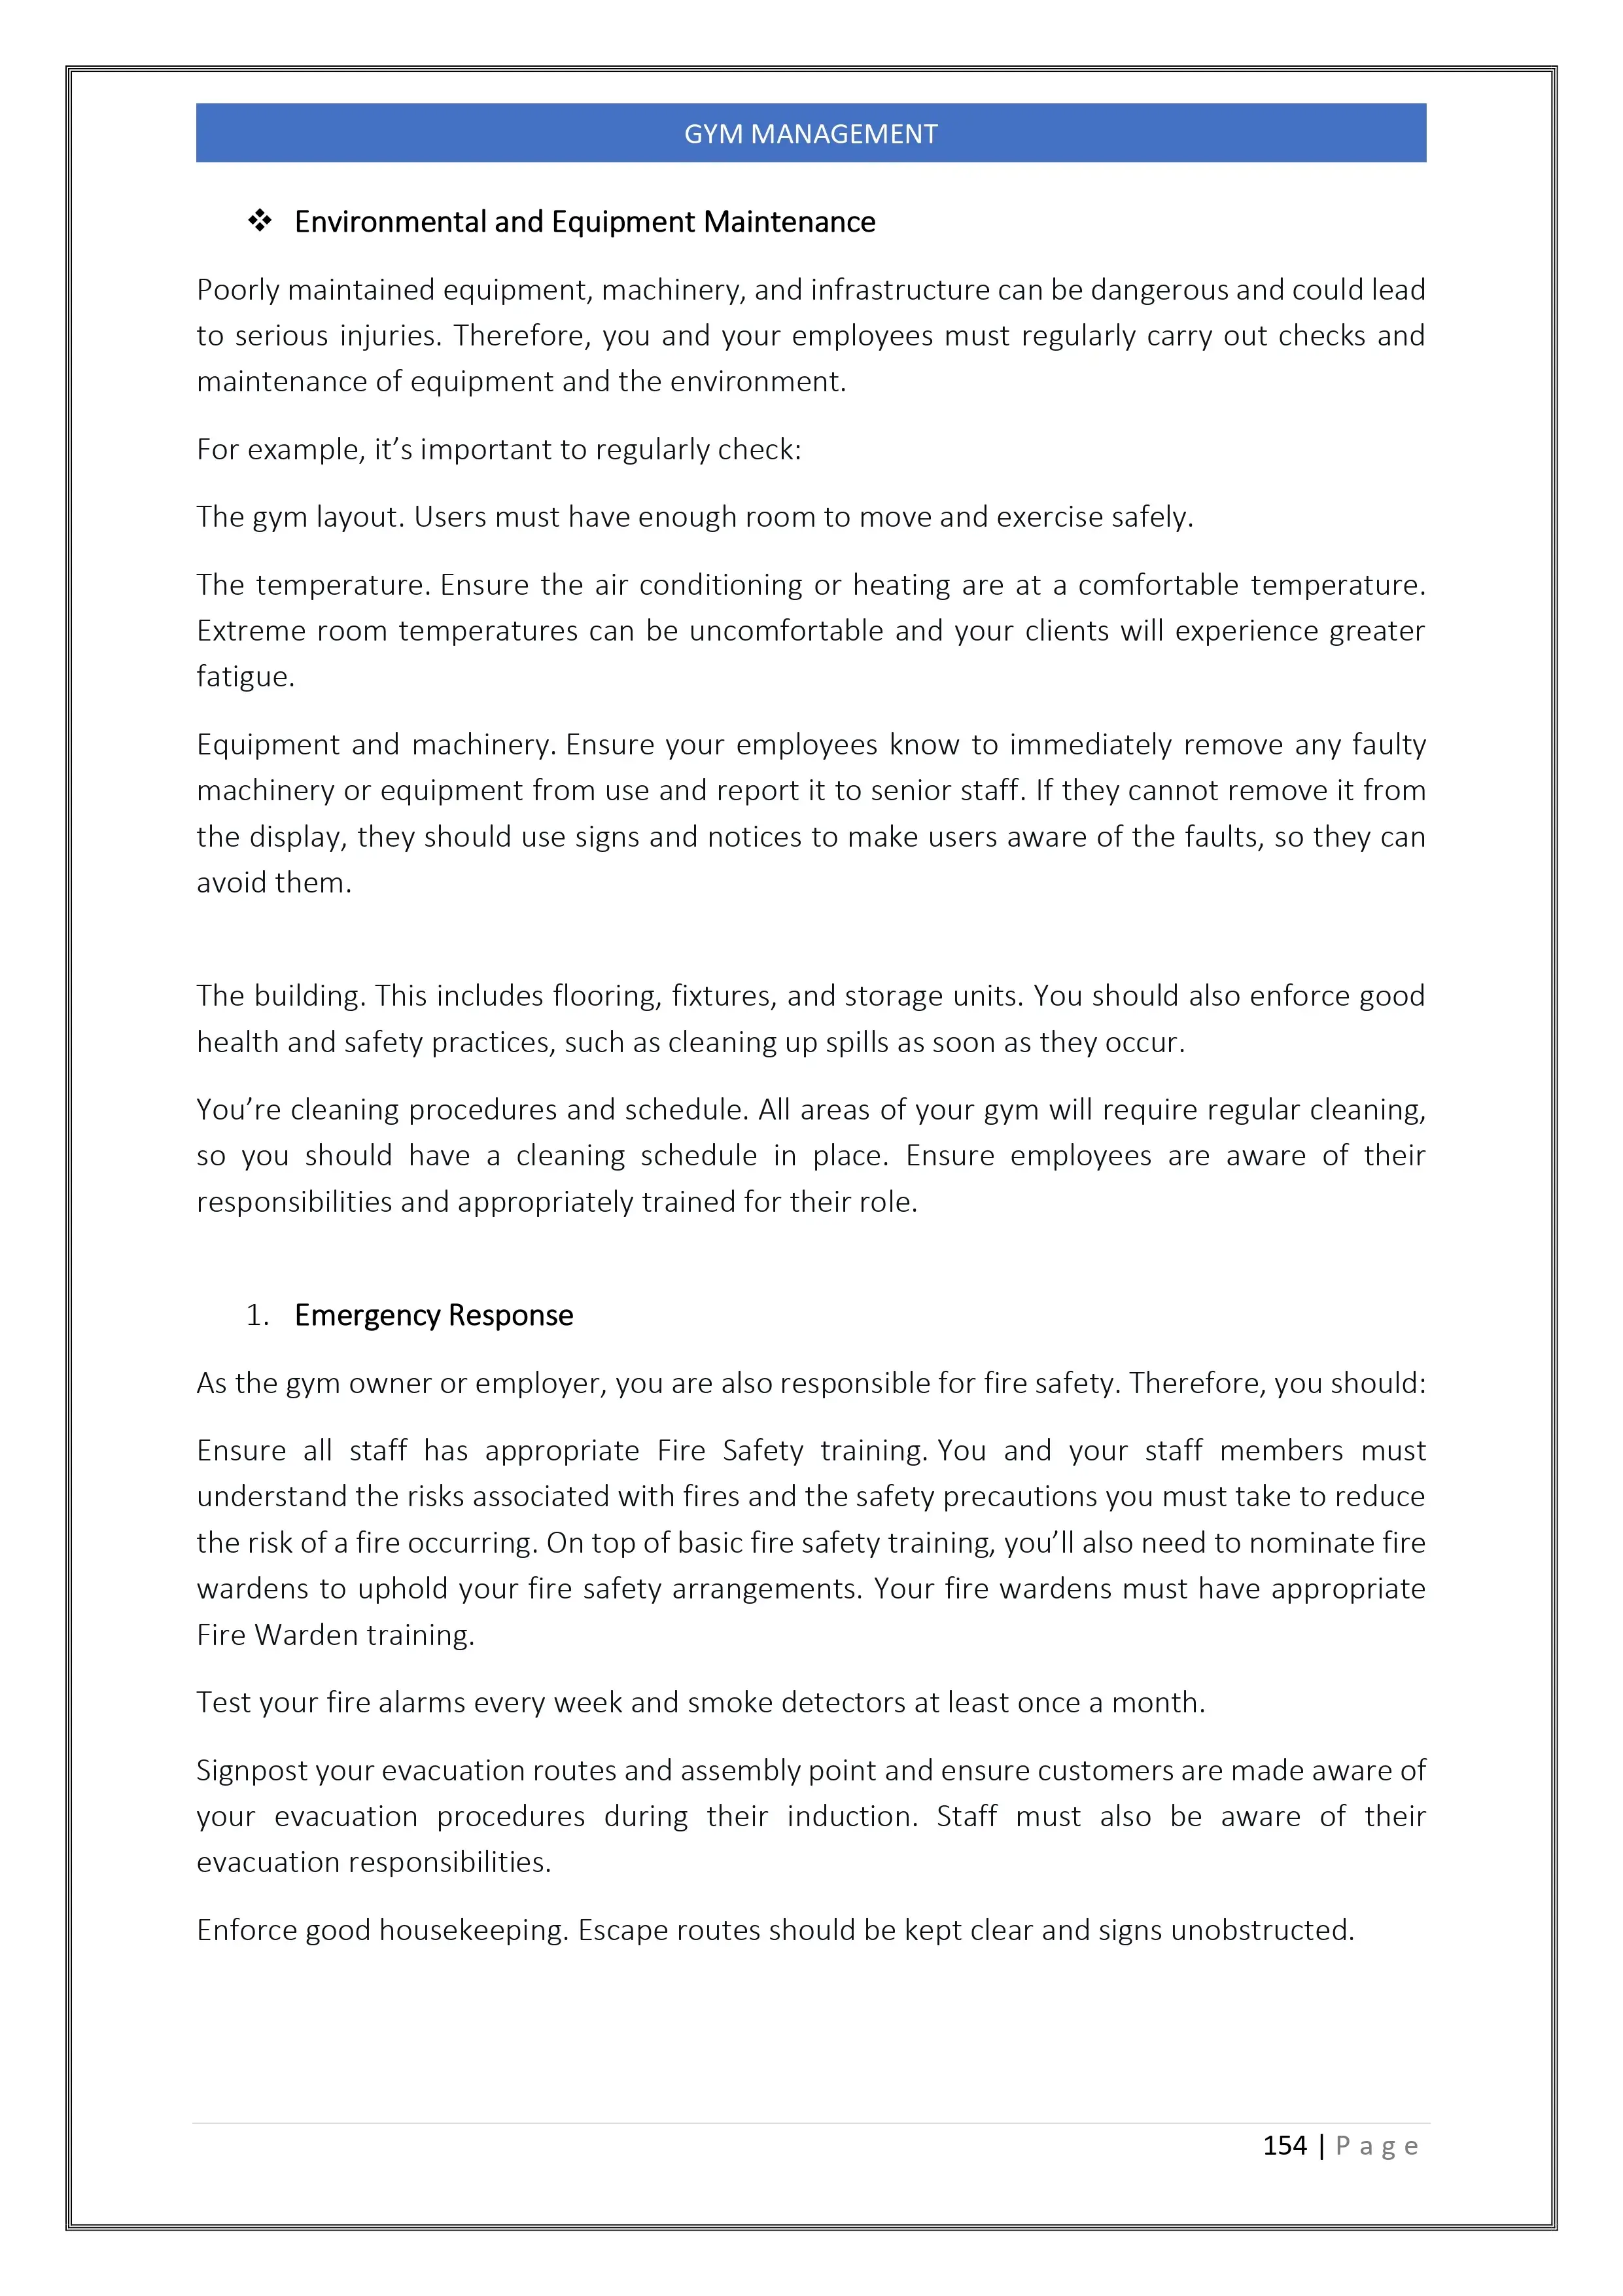 GYM MANAGEMENT
❖ Environmental and Equipment Maintenance
Poorly maintained equipment, machinery, and infrastructure can be dangerous and could lead
to serious injuries. Therefore, you and your employees must regularly carry out checks and
maintenance of equipment and the environment.
For example, it’s important to regularly check:
The gym layout. Users must have enough room to move and exercise safely.
The temperature. Ensure the air conditioning or heating are at a comfortable temperature.
Extreme room temperatures can be uncomfortable and your clients will experience greater
fatigue.
Equipment and machinery. Ensure your employees know to immediately remove any faulty
machinery or equipment from use and report it to senior staff. If they cannot remove it from
the display, they should use signs and notices to make users aware of the faults, so they can
avoid them.
The building. This includes flooring, fixtures, and storage units. You should also enforce good
health and safety practices, such as cleaning up spills as soon as they occur.
You’re cleaning procedures and schedule. All areas of your gym will require regular cleaning,
so you should have a cleaning schedule in place. Ensure employees are aware of their
responsibilities and appropriately trained for their role.
1. Emergency Response
As the gym owner or employer, you are also responsible for fire safety. Therefore, you should:
Ensure all staff has appropriate Fire Safety training. You and your staff members must
understand the risks associated with fires and the safety precautions you must take to reduce
the risk of a fire occurring. On top of basic fire safety training, you’ll also need to nominate fire
wardens to uphold your fire safety arrangements. Your fire wardens must have appropriate
Fire Warden training.
Test your fire alarms every week and smoke detectors at least once a month.
Signpost your evacuation routes and assembly point and ensure customers are made aware of
your evacuation procedures during their induction. Staff must also be aware of their
evacuation responsibilities.
Enforce good housekeeping. Escape routes should be kept clear and signs unobstructed.
154 | Page